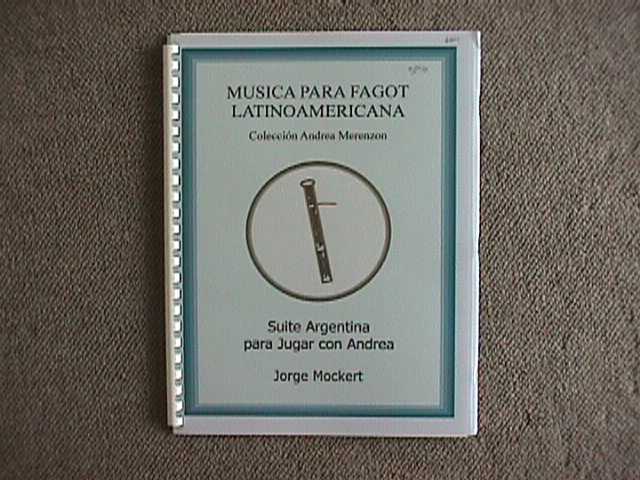 MUSICA PARA FAGOT
LATINOAMERICANA
Colección Andrea Merenzon
Suite Argentina
para Jugar con Andrea
Jorge Mockert